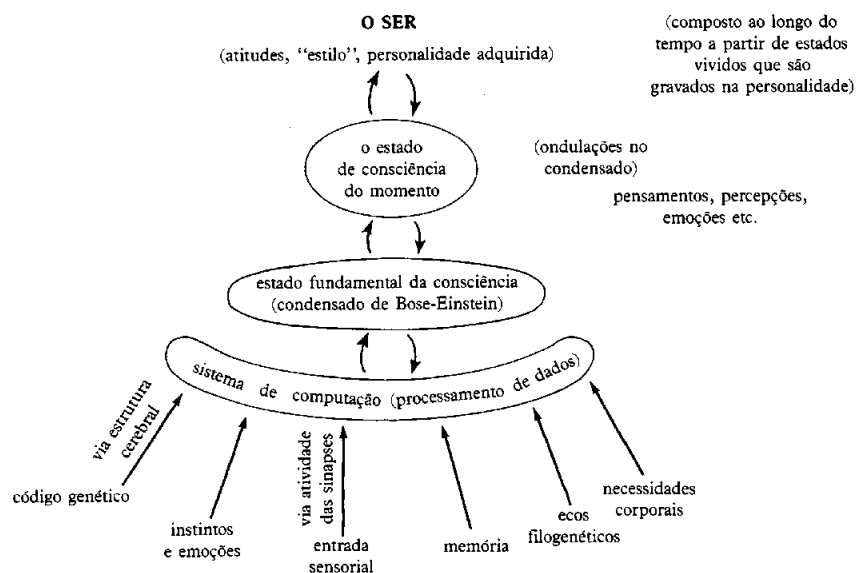 O SER
(atitudes, “estilo”, personalidade adquirida)
(composto ao longo do
tempo a partir de estados
vividos que são
gravados na personalidade)
o estado
de consciência
do momento
(ondulações no
condensado)
pensamentos, percepções,
emoções etc.
estado fundamental da consciência
(condensado de Bose-Einstein)
sistema de computação (processamento de dados)
via estrutura
cerebral
código genético
instintos
e emoções
via atividade
das sinapses
entrada
sensorial
memória
ecos
filogenéticos
necessidades
corporais